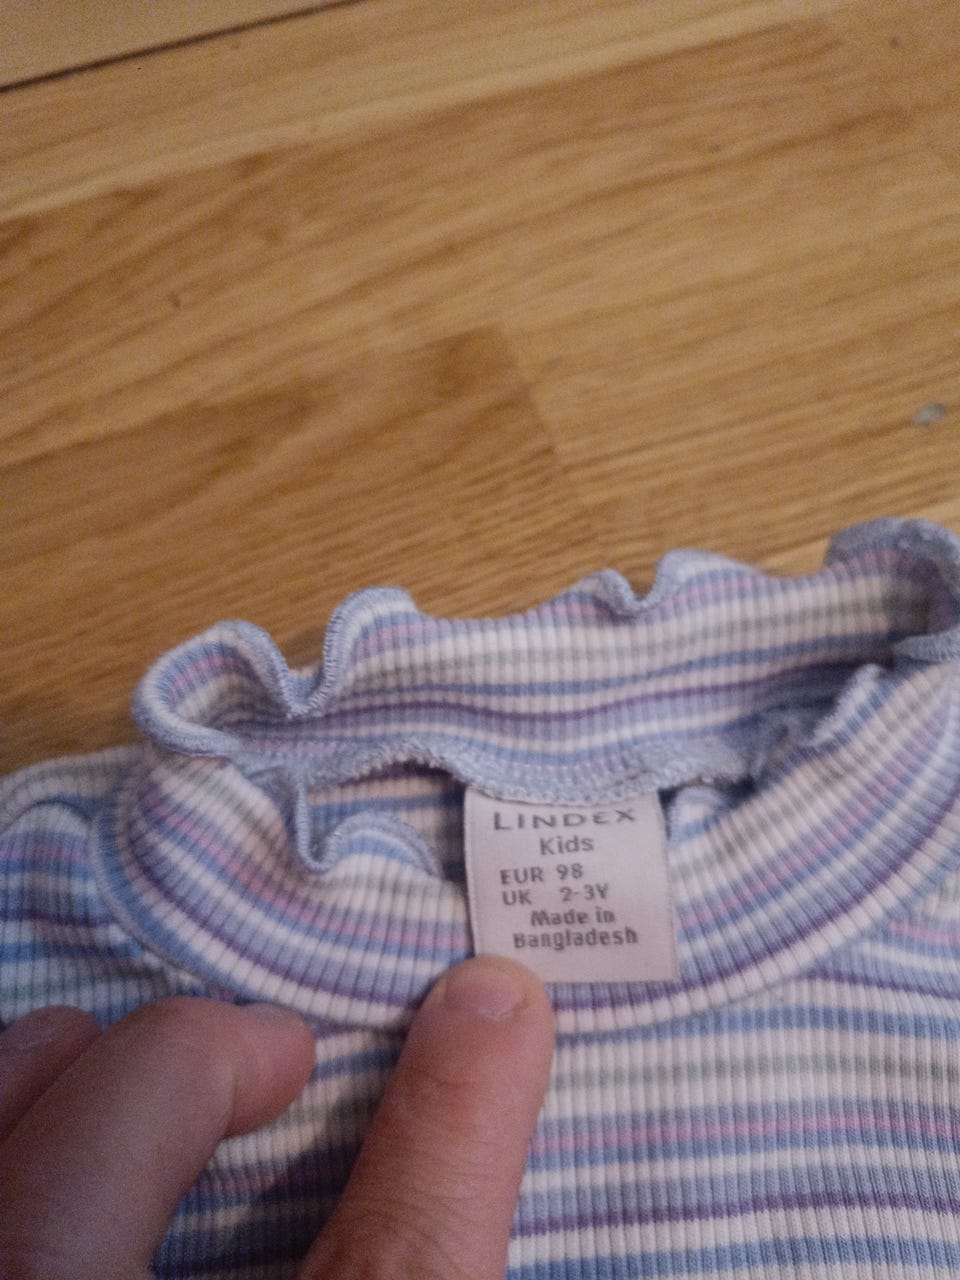 LINDEX
Kids
EUR 98
UK 2-3Y
Made in
Bangladesh